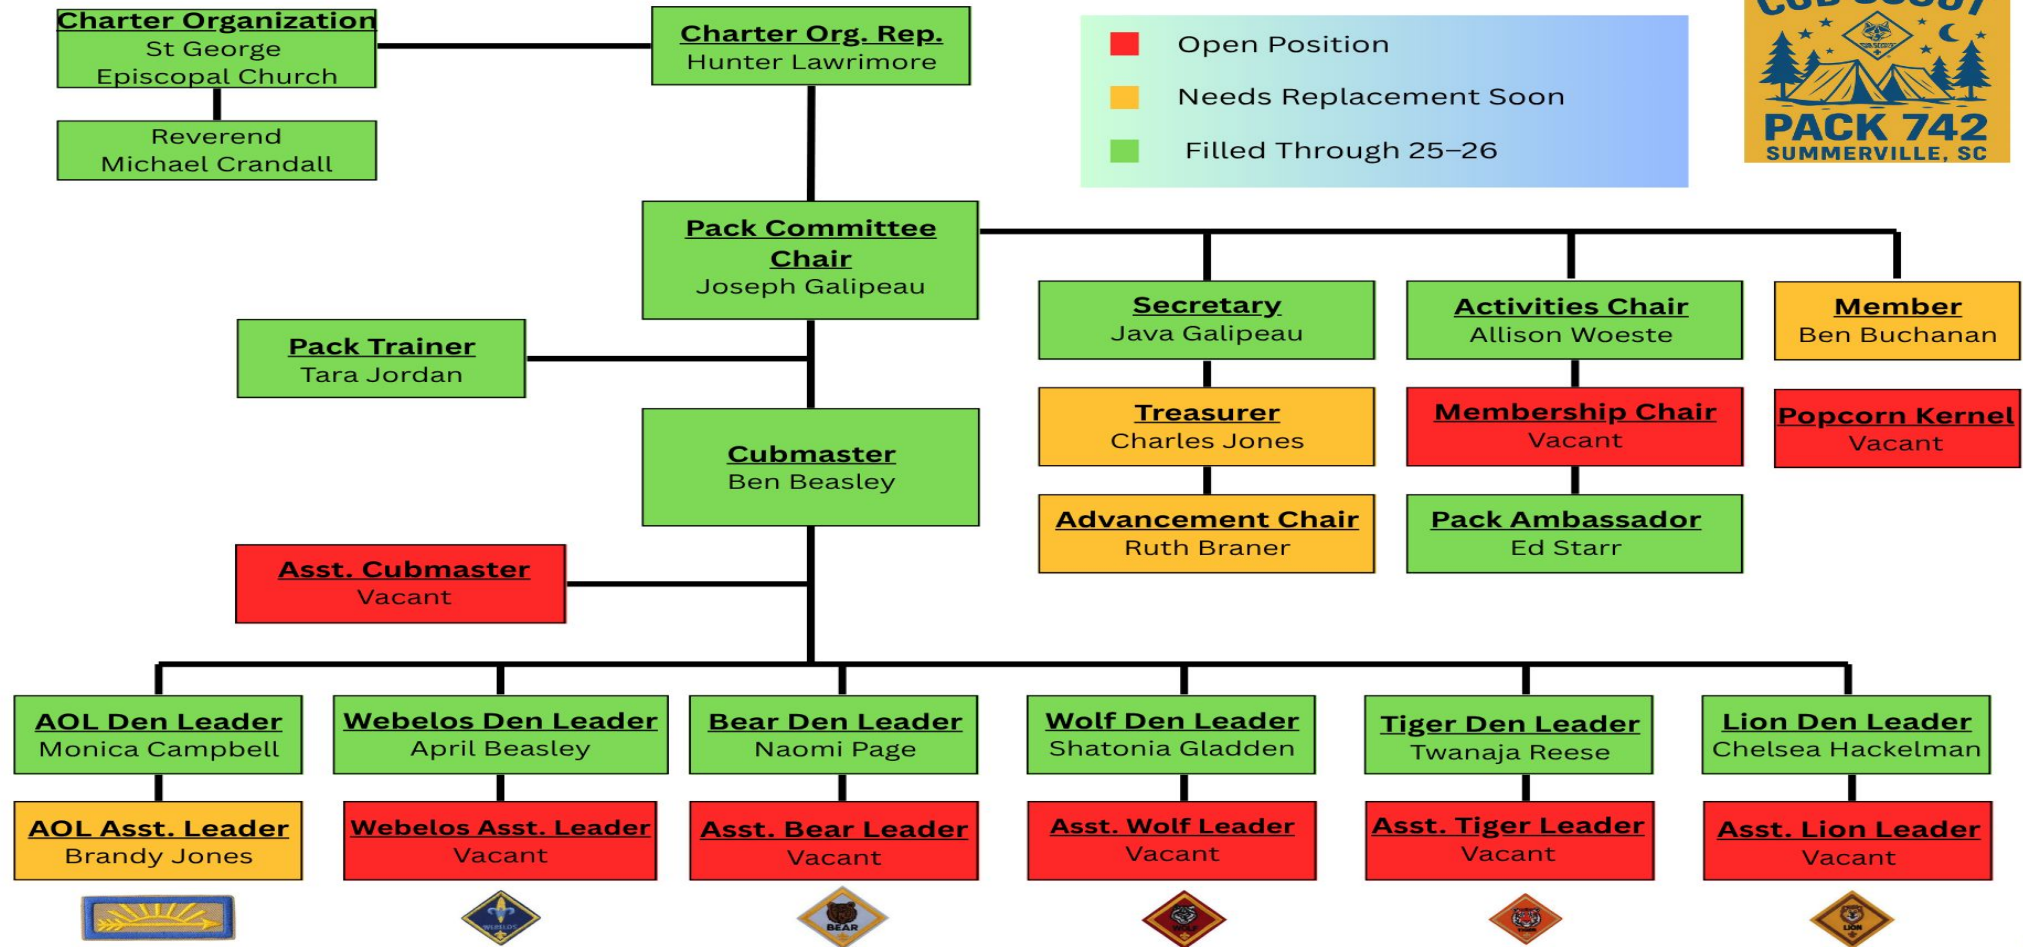 Charter Organization
St George
Episcopal Church
Reverend
Michael Crandall
Charter Org. Rep.
Hunter Lawrimore
Open Position
Needs Replacement Soon
Filled Through 25–26
CUB SCOUT
PACK 742
SUMMERVILLE, SC
Pack Committee
Chair
Joseph Galipeau
Pack Trainer
Tara Jordan
Cubmaster
Ben Beasley
Asst. Cubmaster
Vacant
Secretary
Java Galipeau
Treasurer
Charles Jones
Advancement Chair
Ruth Braner
Activities Chair
Allison Woeste
Membership Chair
Vacant
Pack Ambassador
Ed Starr
Member
Ben Buchanan
Popcorn Kernel
Vacant
AOL Den Leader
Monica Campbell
AOL Asst. Leader
Brandy Jones
Webelos Den Leader
April Beasley
Webelos Asst. Leader
Vacant
Bear Den Leader
Naomi Page
Asst. Bear Leader
Vacant
Wolf Den Leader
Shatonia Gladden
Asst. Wolf Leader
Vacant
Tiger Den Leader
Twanaja Reese
Asst. Tiger Leader
Vacant
Lion Den Leader
Chelsea Hackelman
Asst. Lion Leader
Vacant
WEBELOS
BEAR
WOLF
TIGER
LION